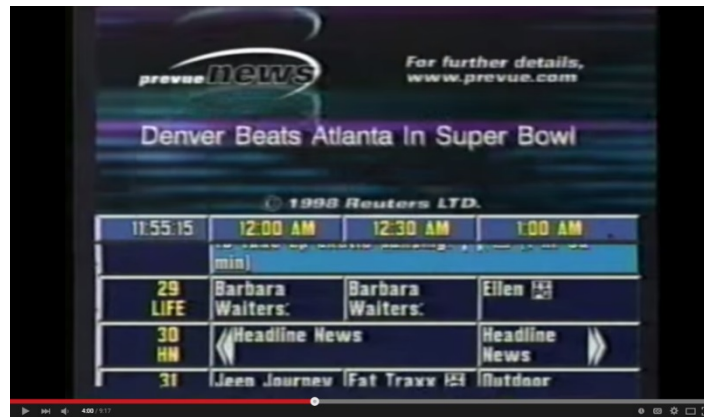 prevue news
For further details,
www.prevue.com
Denver Beats Atlanta In Super Bowl
© 1998 Reuters LTD.
11:55:15 12:00 AM 12:30 AM 1:00 AM
min)
29 Barbara Barbara Ellen
LIFE Walters: Walters:
30 Headline News Headline
HN News
31 Jeep Journey Fat Traxx Outdoor
4:00 / 9:17